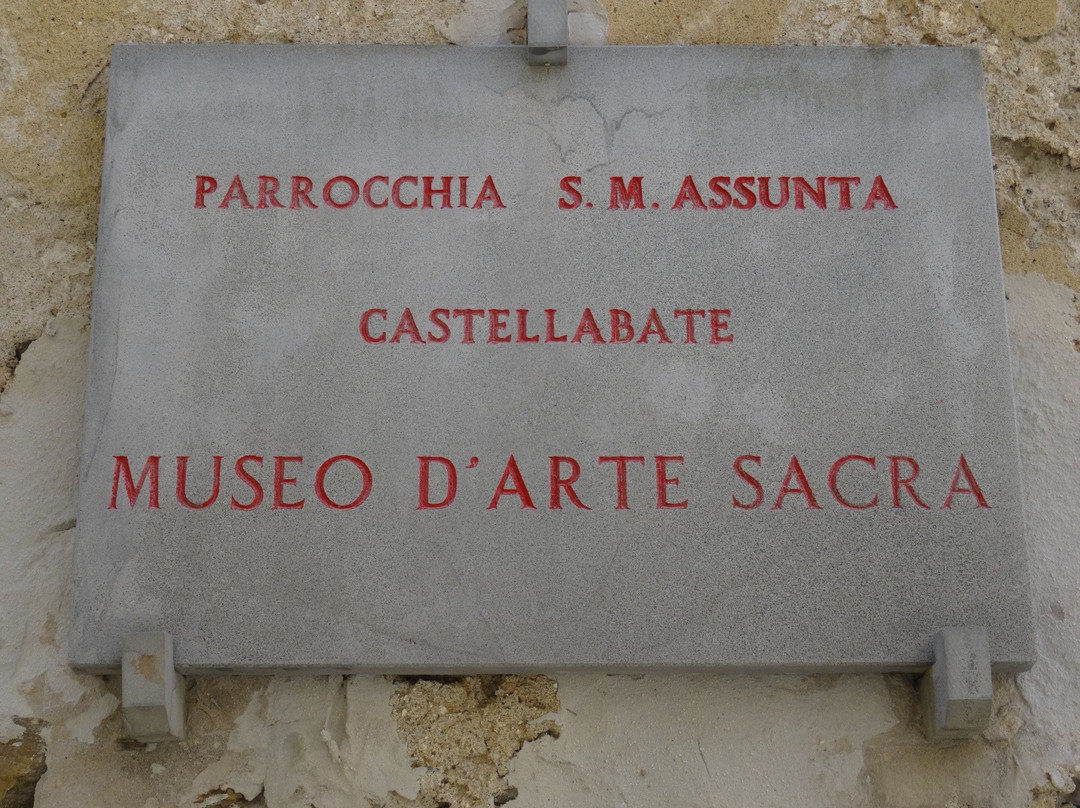 PARROCCHIA S. M. ASSUNTA
CASTELLABATE
MUSEO D'ARTE SACRA